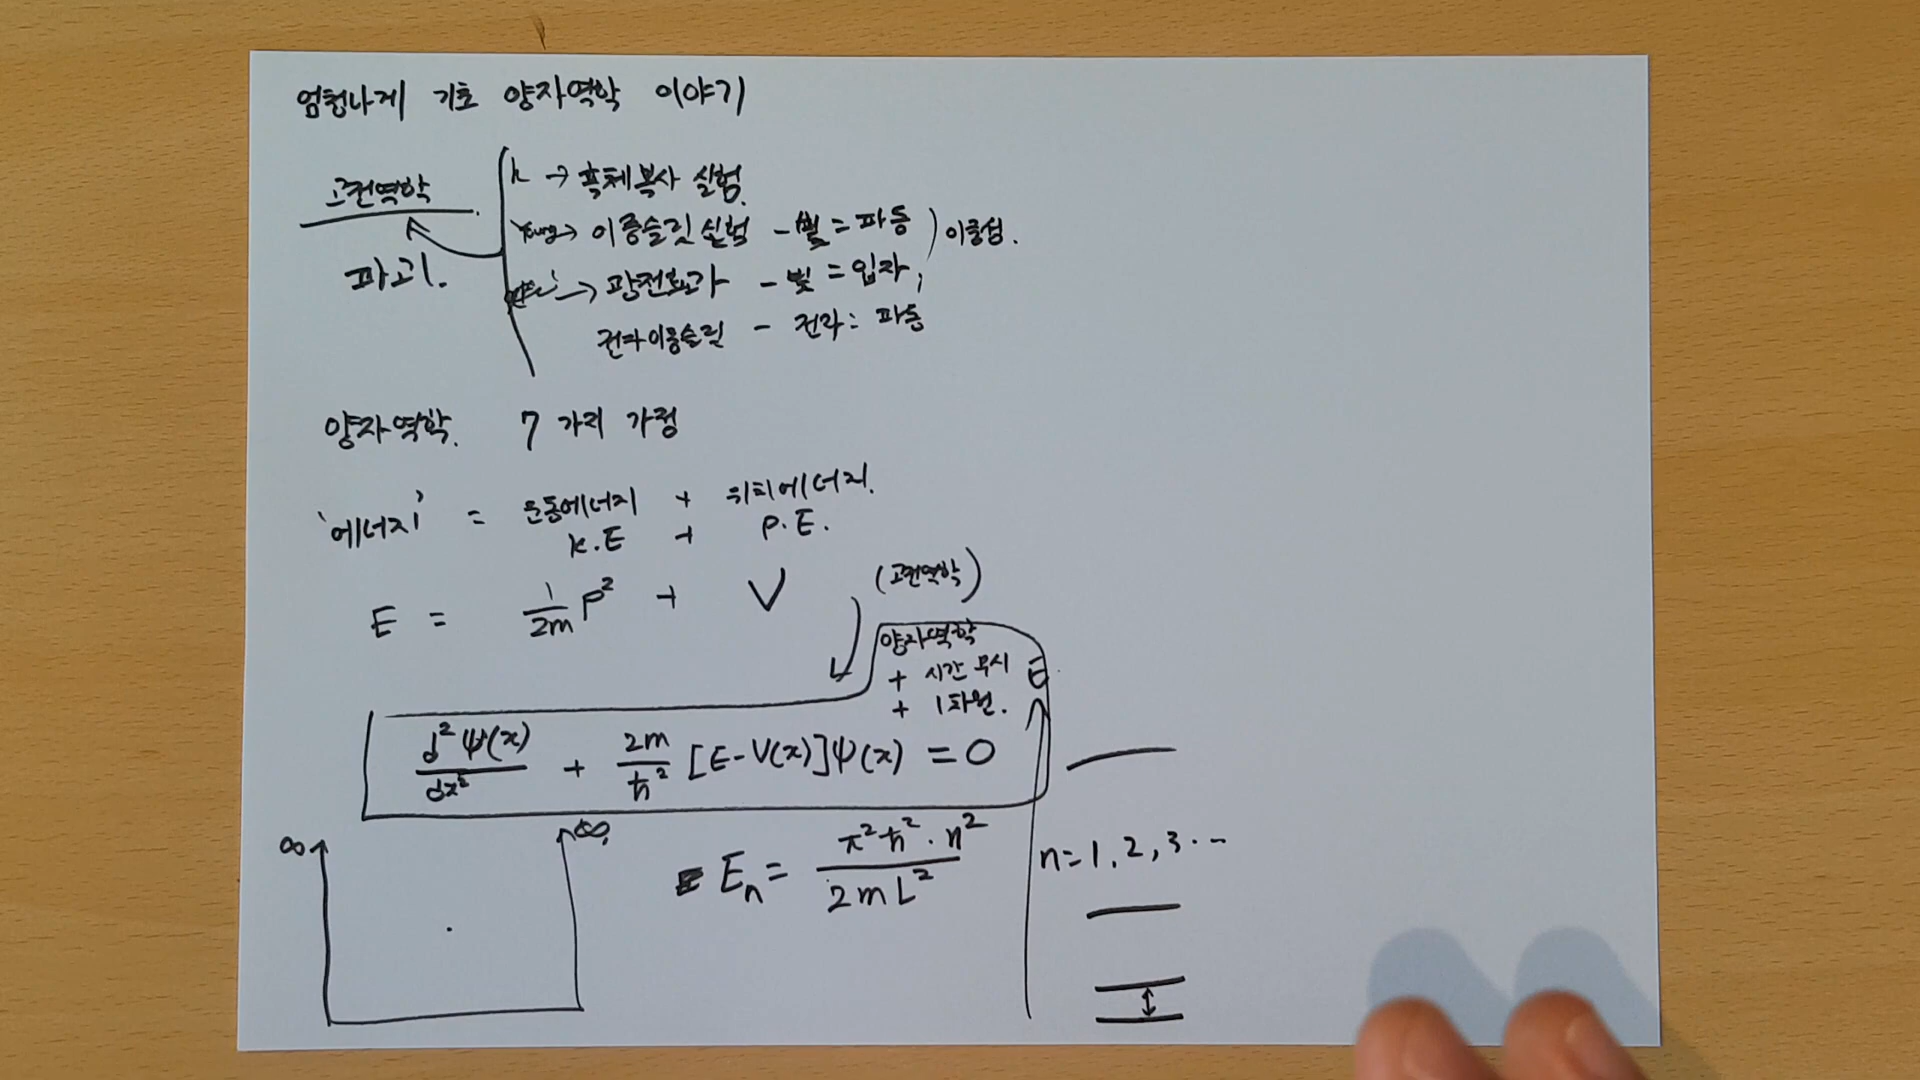 엄청나게 기초 양자역학 이야기
고전역학
파괴.
h → 흑체복사 실험.
Young → 이중슬릿실험 - 빛 = 파동
→ 광전효과 - 빛 = 입자,
이중성.
전자이중슬릿 - 전자 = 파동
양자역학. 7가지 가정
'에너지' = 운동에너지 + 위치에너지.
K.E + P.E.
E = 1/2m P² + V
(고전역학)
양자역학
+ 시간 무시
+ 1차원.
E
d²ψ(x)/dx² + 2m/ħ² [E-V(x)]ψ(x) = 0
∞ ∞
Eₙ = π²ħ²·n²/2mL²
n=1,2,3...